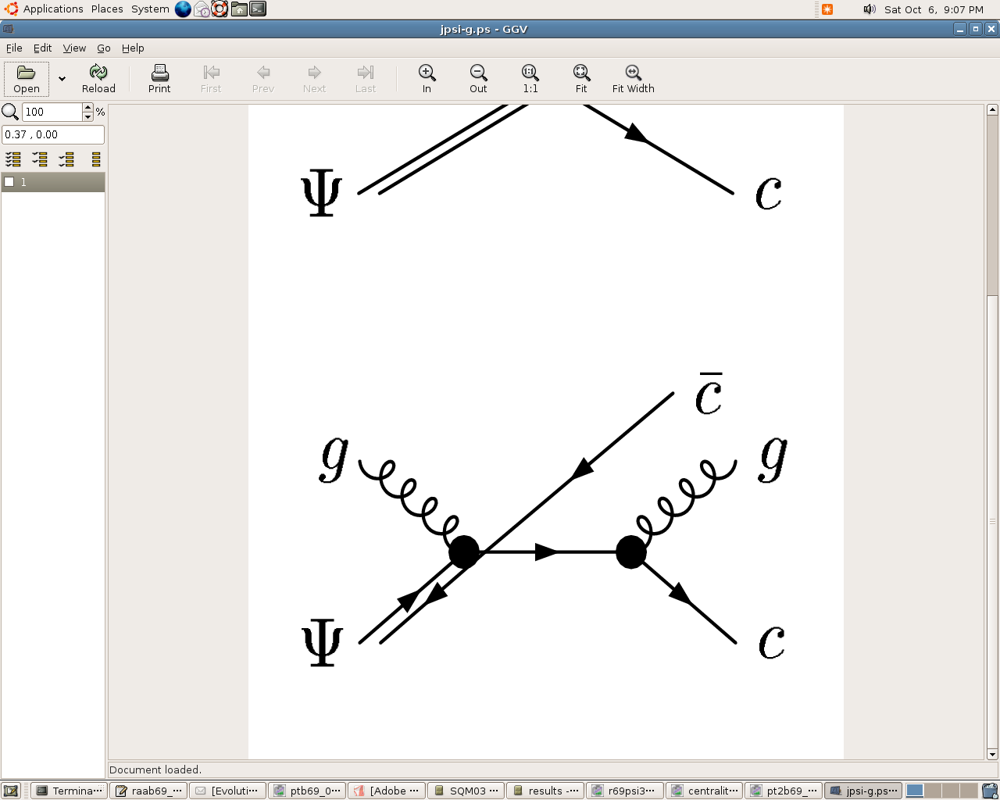 Applications Places System Sat Oct 6, 9:07 PM
jpsi-g.ps - GGV
File Edit View Go Help
Open Reload Print First Prev Next Last In Out 1:1 Fit Fit Width
100 %
0.37 , 0.00
1
Ψ c
c̅
g g
Ψ c
Document loaded.
Termina··· raab69_··· [Evoluti··· ptb69_0··· [Adobe ··· SQM03 ··· results -··· r69psi3··· centralit··· pt2b69_··· jpsi-g.ps···